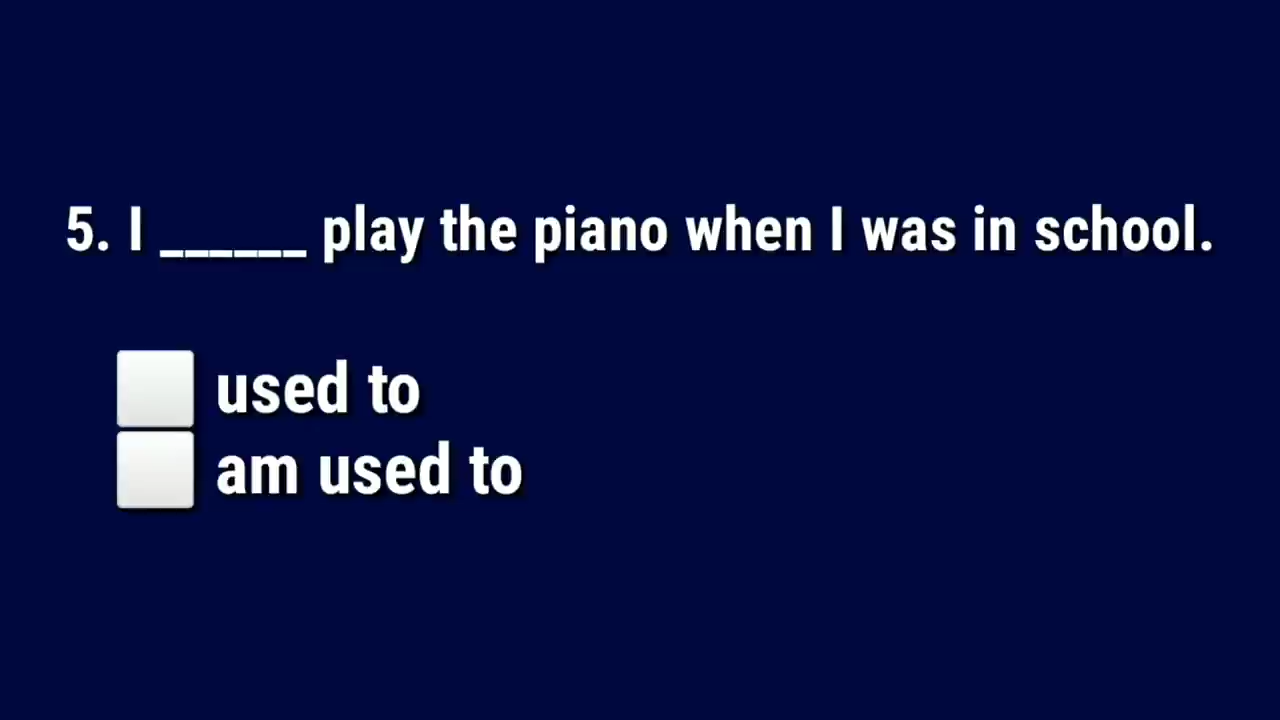 5. I ______ play the piano when I was in school.
used to
am used to